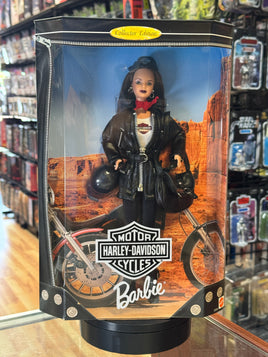 Collector Edition
MOTOR
HARLEY-DAVIDSON
CYCLES
Barbie